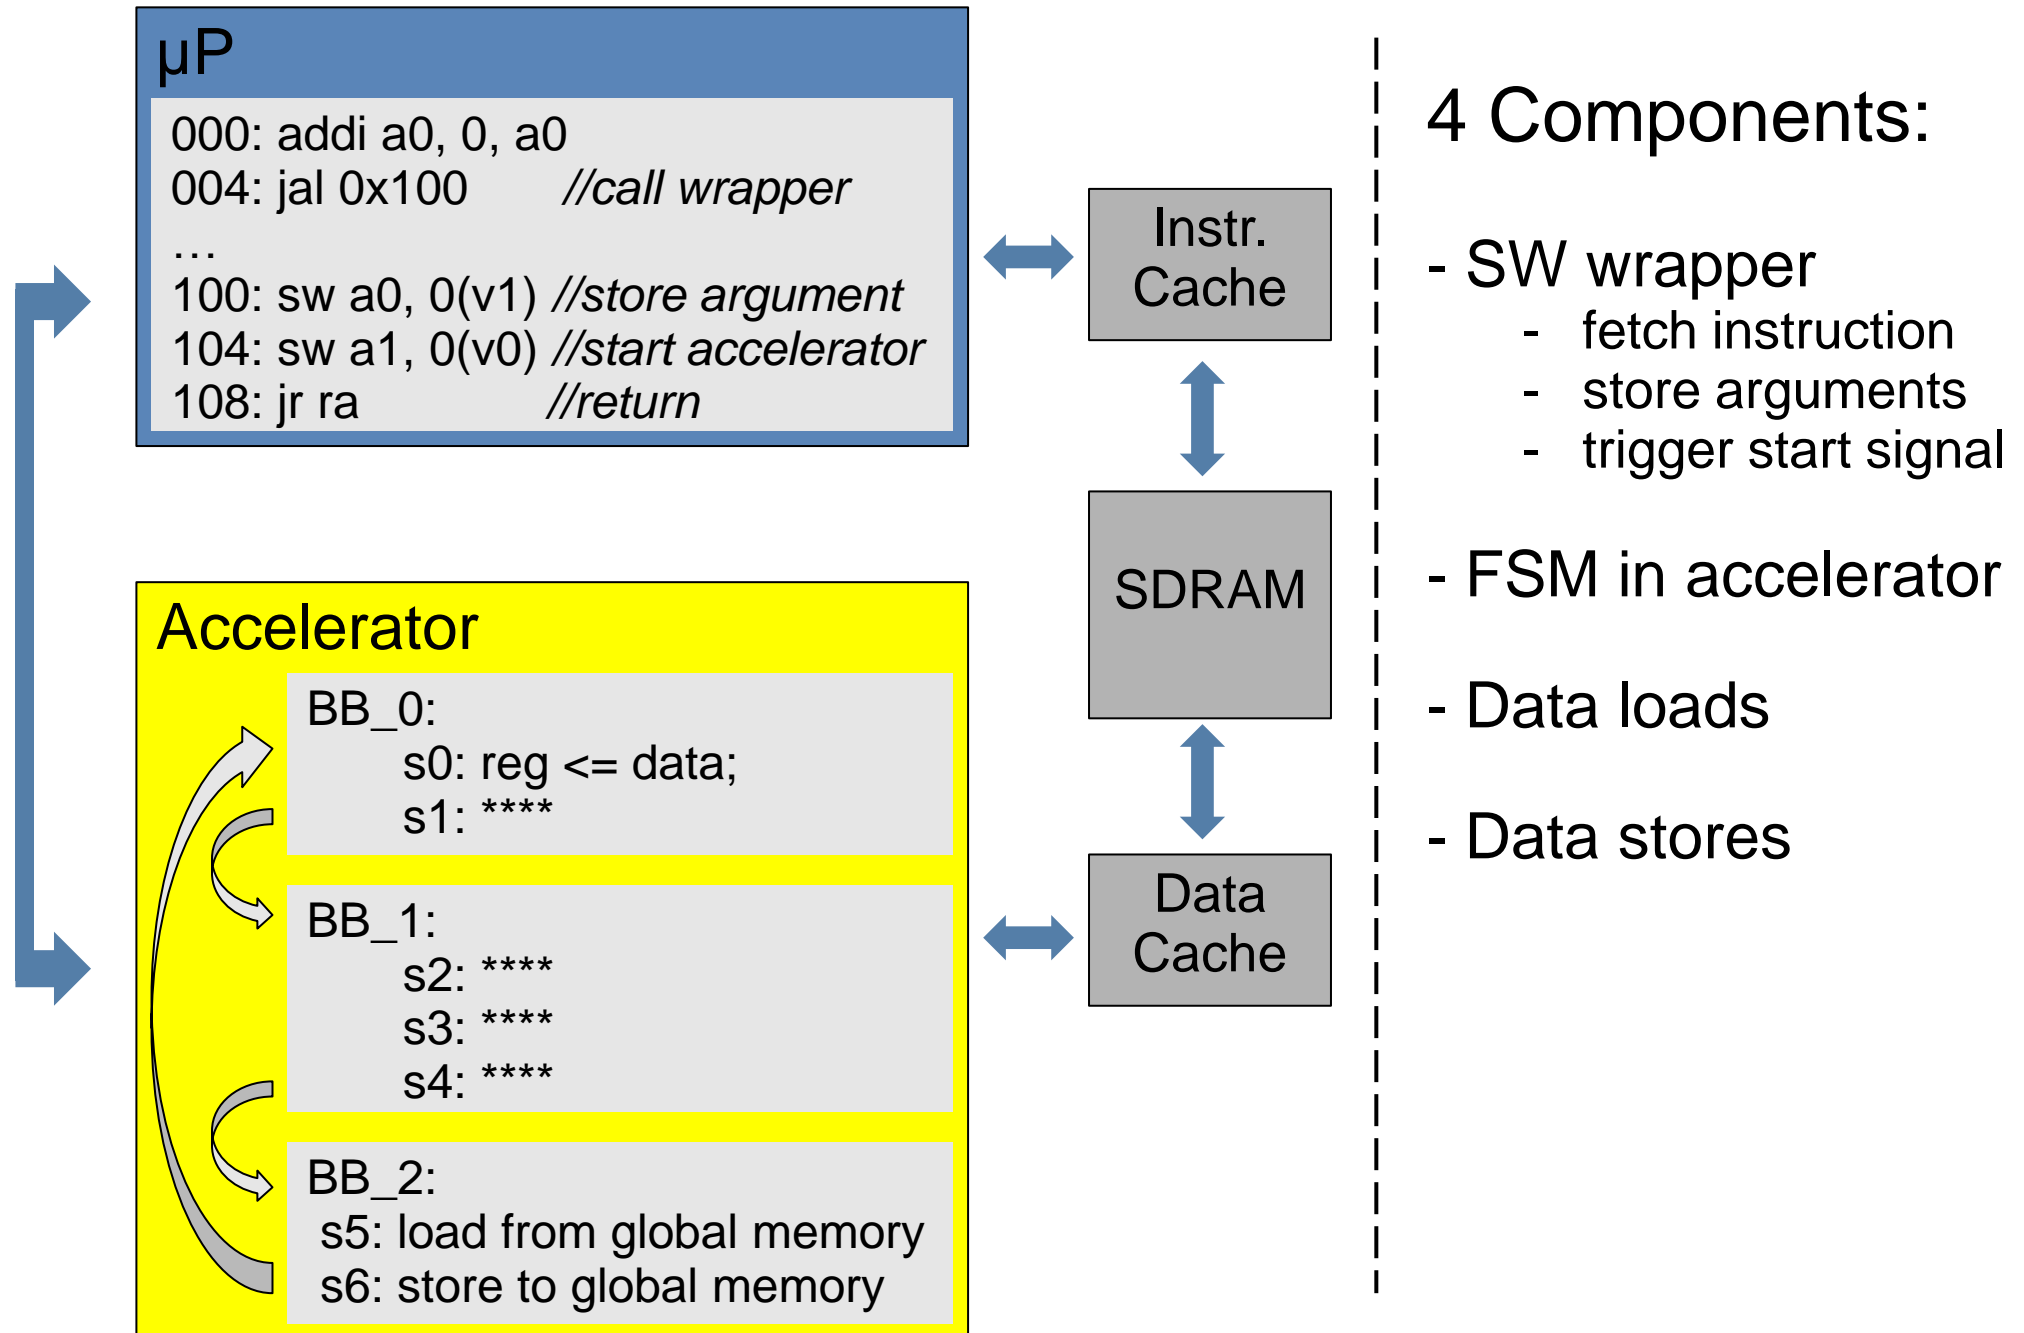 µP
000: addi a0, 0, a0
004: jal 0x100 //call wrapper
…
100: sw a0, 0(v1) //store argument
104: sw a1, 0(v0) //start accelerator
108: jr ra //return
Accelerator
BB_0:
s0: reg <= data;
s1: ****
BB_1:
s2: ****
s3: ****
s4: ****
BB_2:
s5: load from global memory
s6: store to global memory
Instr.
Cache
SDRAM
Data
Cache
4 Components:
- SW wrapper
- fetch instruction
- store arguments
- trigger start signal
- FSM in accelerator
- Data loads
- Data stores